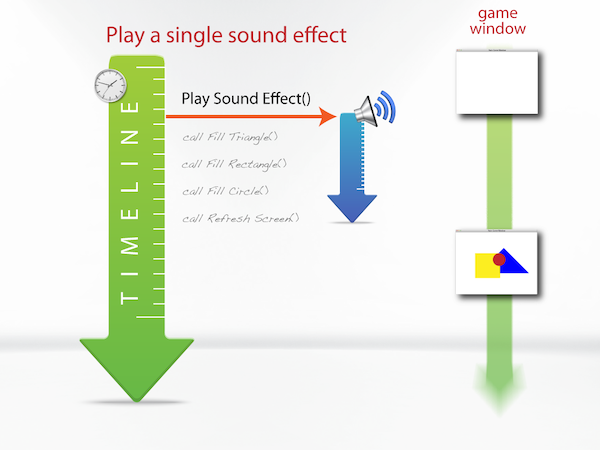 Play a single sound effect
game
window
TIMELINE
Play Sound Effect()
call Fill Triangle()
call Fill Rectangle()
call Fill Circle()
call Refresh Screen()